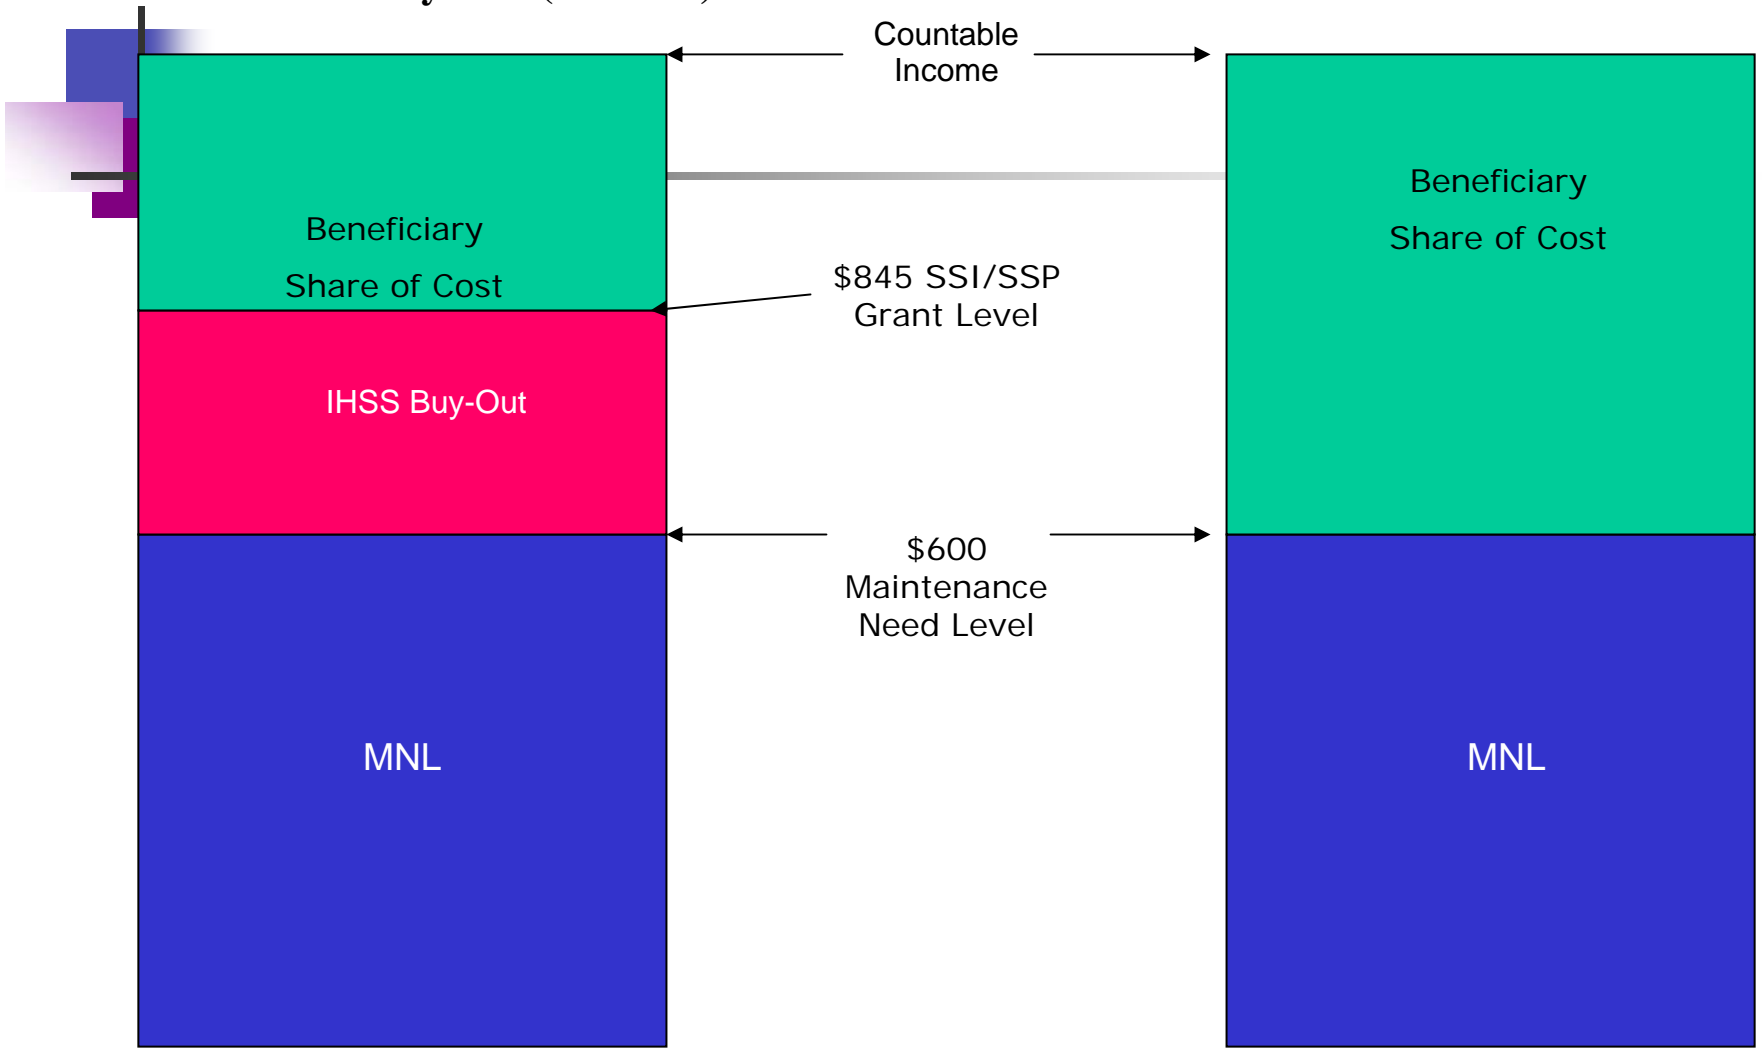 Countable
Income
Beneficiary
Share of Cost
Beneficiary
Share of Cost
$845 SSI/SSP
Grant Level
IHSS Buy-Out
$600
Maintenance
Need Level
MNL
MNL